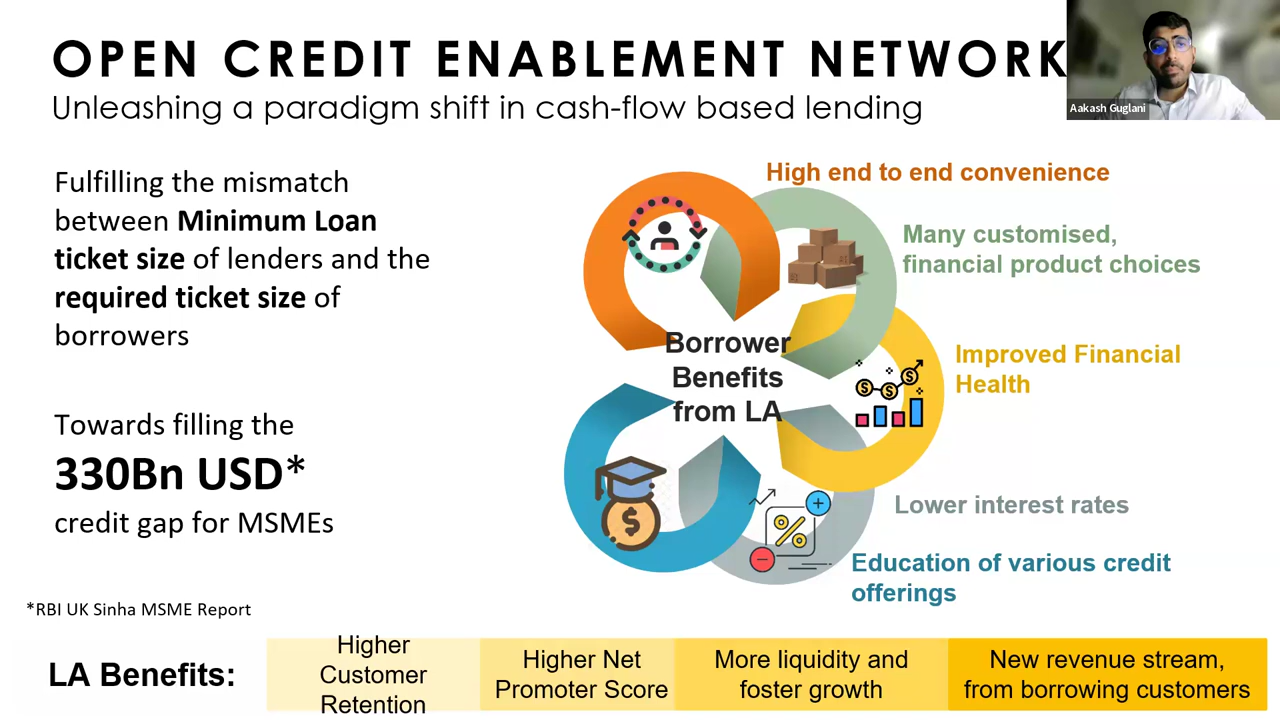 OPEN CREDIT ENABLEMENT NETWORK
Unleashing a paradigm shift in cash-flow based lending
Aakash Guglani
Fulfilling the mismatch
between Minimum Loan
ticket size of lenders and the
required ticket size of
borrowers
Towards filling the
330Bn USD*
credit gap for MSMEs
*RBI UK Sinha MSME Report
High end to end convenience
Many customised,
financial product choices
Improved Financial
Health
Lower interest rates
Education of various credit
offerings
Borrower
Benefits
from LA
LA Benefits:
Higher
Customer
Retention
Higher Net
Promoter Score
More liquidity and
foster growth
New revenue stream,
from borrowing customers